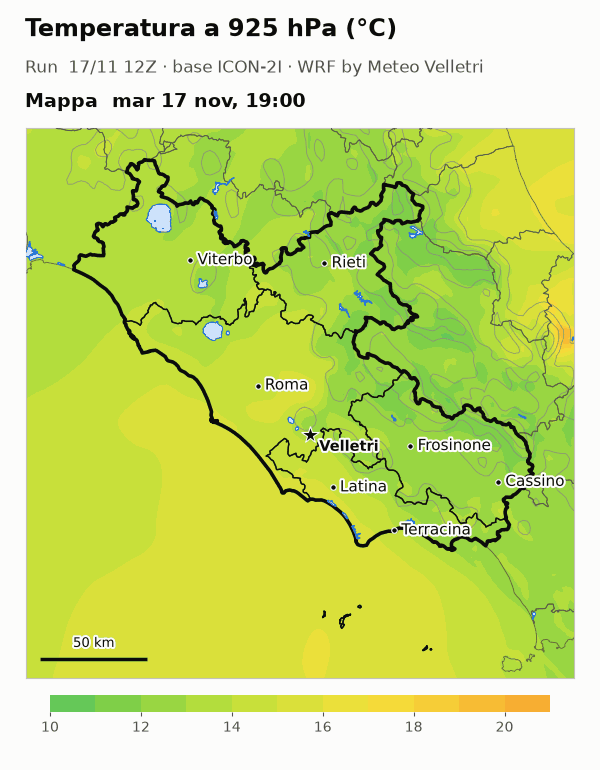 Temperatura a 925 hPa (°C)
Run  17/11 12Z · base ICON-2I · WRF by Meteo Velletri
Mappa  mar 17 nov, 19:00
Viterbo
Rieti
Roma
Velletri
Frosinone
Cassino
Latina
Terracina
50 km
10 12 14 16 18 20